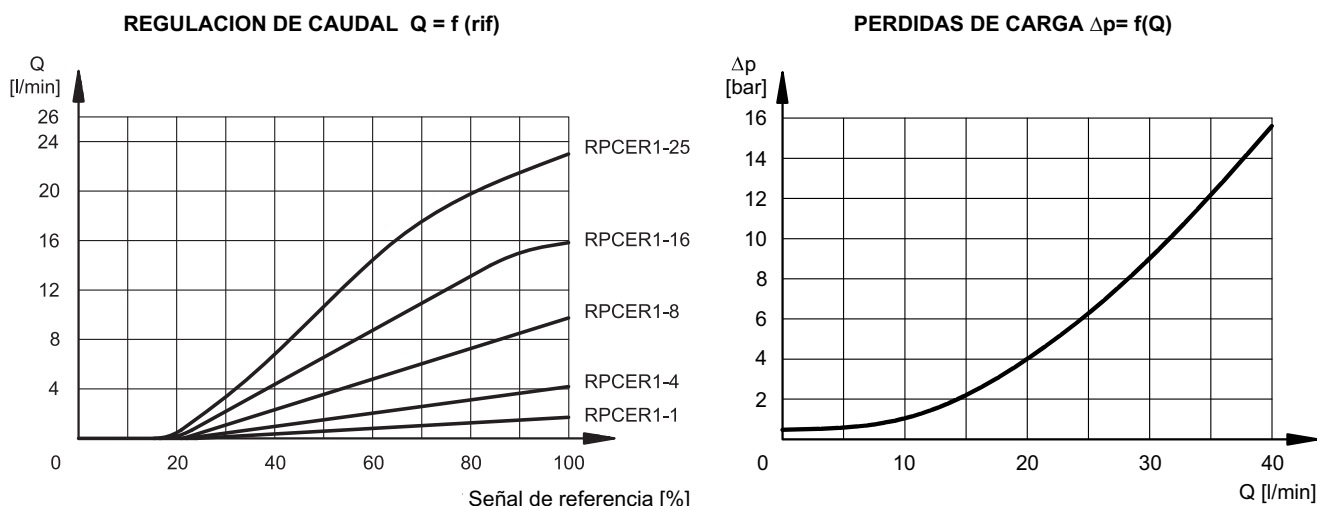 REGULACION DE CAUDAL Q = f (rif)
Q
[l/min]
26
24
20
16
12
8
4
0
20
40
60
80
100
Señal de referencia [%]
RPCER1-25
RPCER1-16
RPCER1-8
RPCER1-4
RPCER1-1
PERDIDAS DE CARGA ∆p= f(Q)
∆p
[bar]
16
14
12
10
8
6
4
2
0
10
20
30
40
Q [l/min]